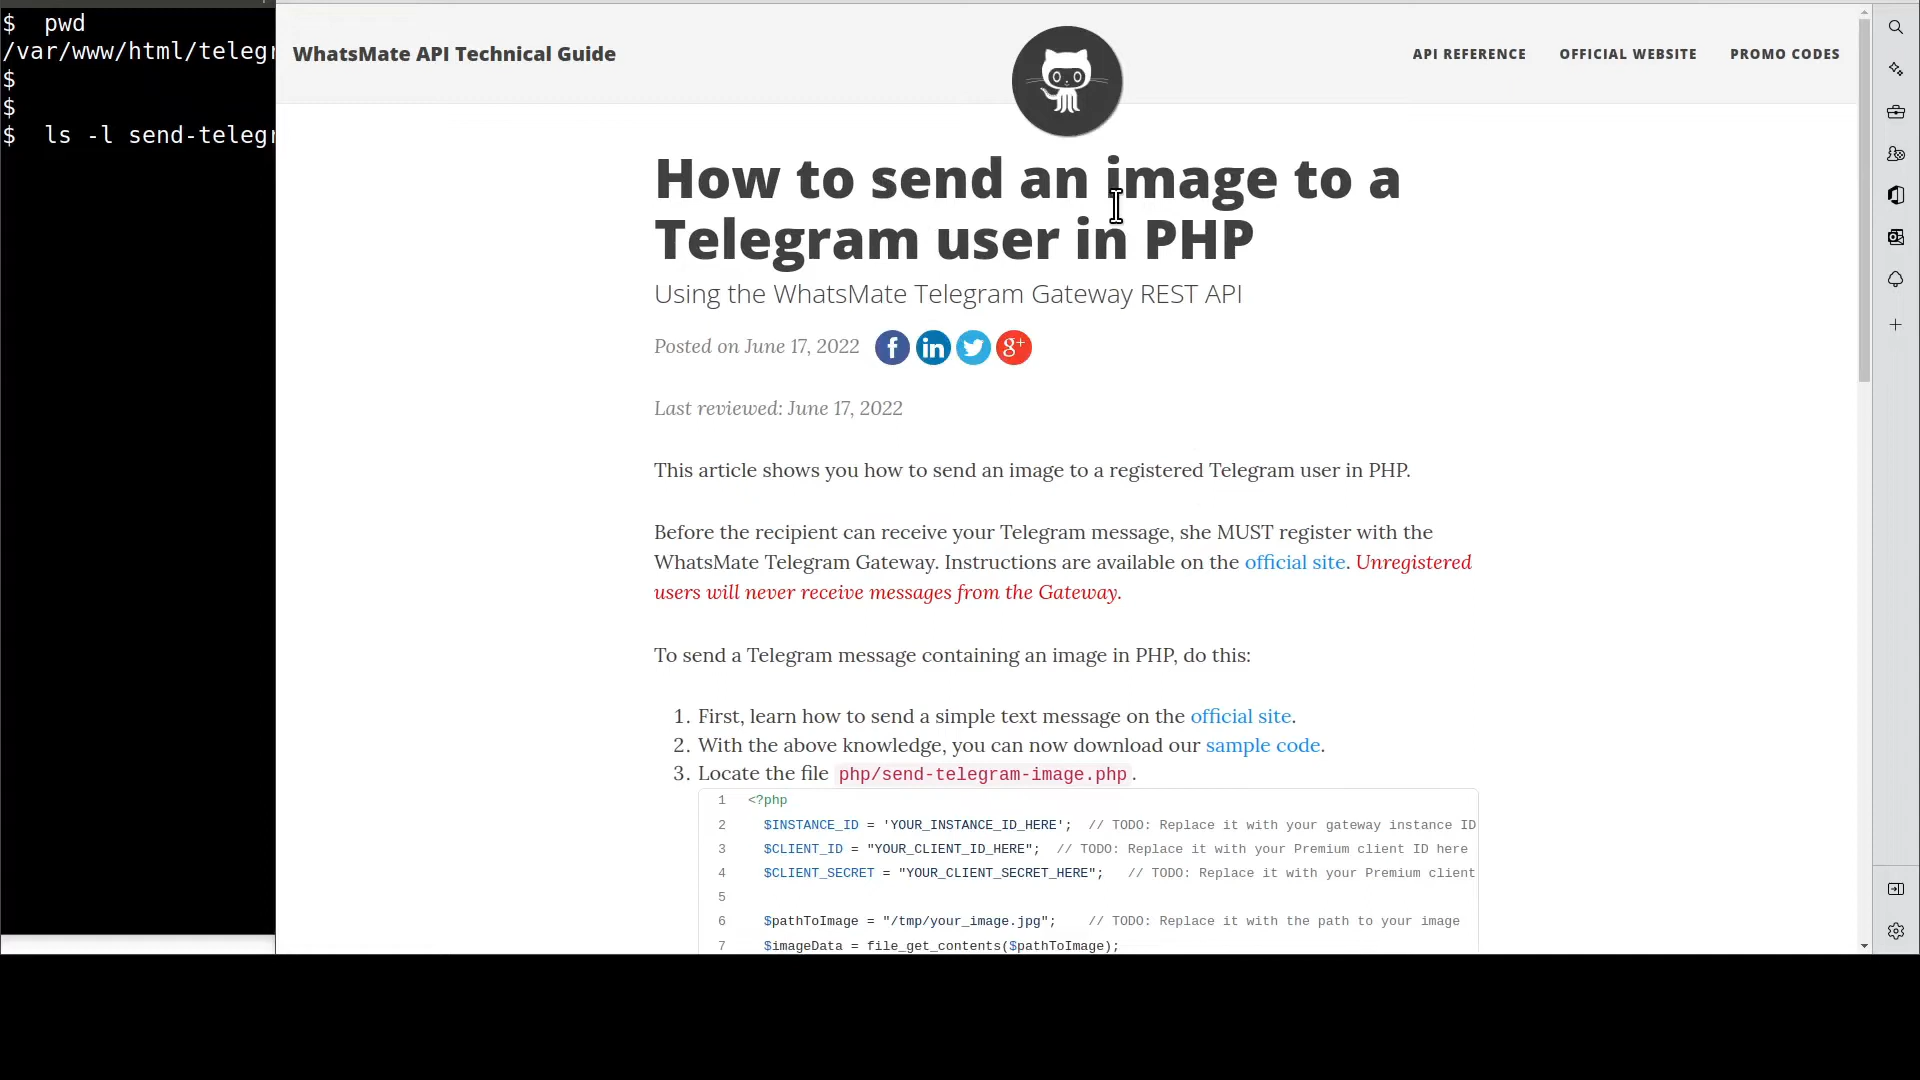 $ pwd
/var/www/html/telegr
$
$
$ ls -l send-telegr
WhatsMate API Technical Guide
API REFERENCE
OFFICIAL WEBSITE
PROMO CODES
How to send an image to a
Telegram user in PHP
Using the WhatsMate Telegram Gateway REST API
Posted on June 17, 2022
f in g+
Last reviewed: June 17, 2022
This article shows you how to send an image to a registered Telegram user in PHP.
Before the recipient can receive your Telegram message, she MUST register with the
WhatsMate Telegram Gateway. Instructions are available on the official site. Unregistered
users will never receive messages from the Gateway.
To send a Telegram message containing an image in PHP, do this:
1. First, learn how to send a simple text message on the official site.
2. With the above knowledge, you can now download our sample code.
3. Locate the file php/send-telegram-image.php.
1 <?php
2 $INSTANCE_ID = 'YOUR_INSTANCE_ID_HERE'; // TODO: Replace it with your gateway instance ID
3 $CLIENT_ID = "YOUR_CLIENT_ID_HERE"; // TODO: Replace it with your Premium client ID here
4 $CLIENT_SECRET = "YOUR_CLIENT_SECRET_HERE"; // TODO: Replace it with your Premium client
5
6 $pathToImage = "/tmp/your_image.jpg"; // TODO: Replace it with the path to your image
7 $imageData = file_get_contents($pathToImage);